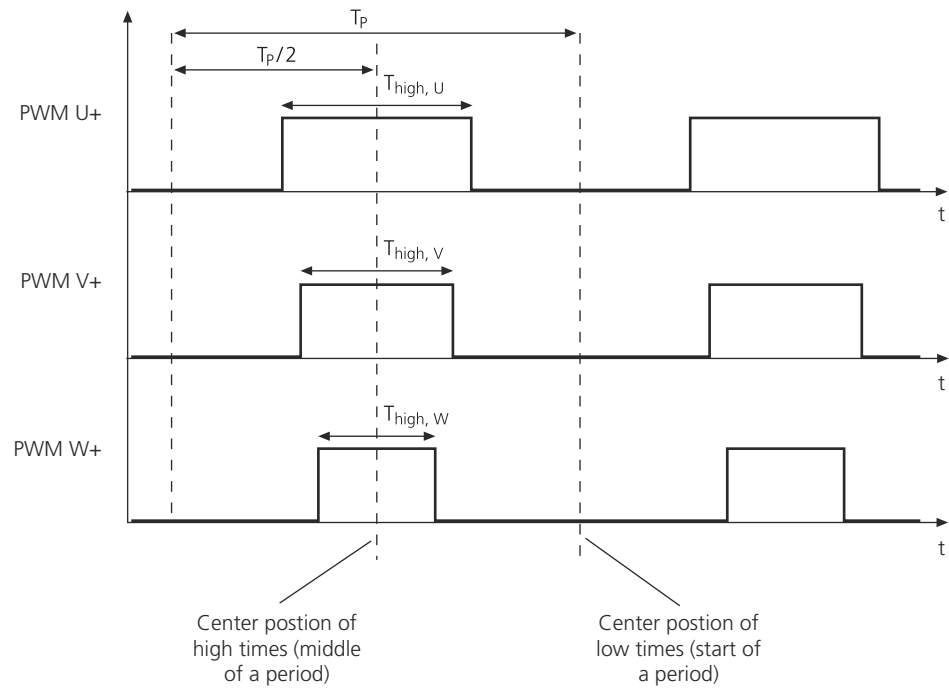 T_P
T_P/2
T_high, U
PWM U+
t
T_high, V
PWM V+
t
T_high, W
PWM W+
t
Center postion of
high times (middle
of a period)
Center postion of
low times (start of
a period)